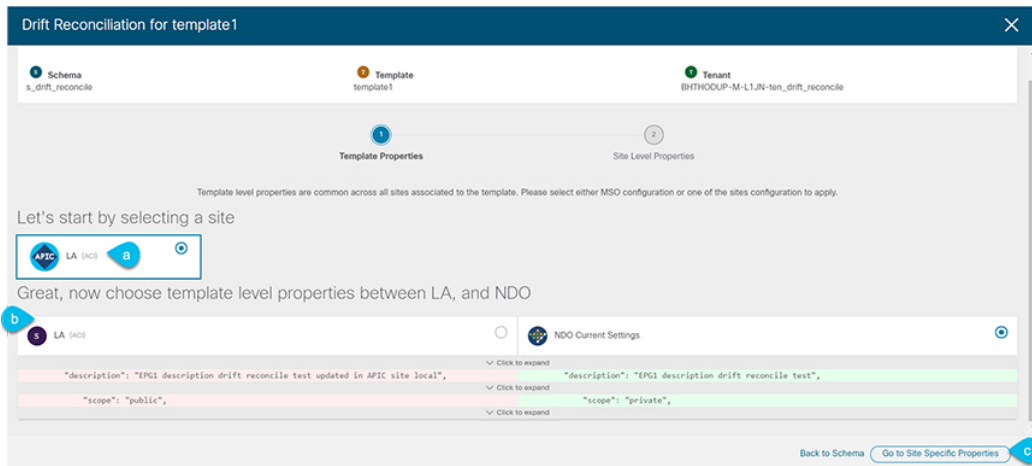 Drift Reconciliation for template1
S Schema
s_drift_reconcile
T Template
template1
T Tenant
BHTHODUP-M-L1JN-ten_drift_reconcile
1
Template Properties
2
Site Level Properties
Template level properties are common across all sites associated to the template. Please select either MSO configuration or one of the sites configuration to apply.
Let's start by selecting a site
APIC LA (ACI) a
Great, now choose template level properties between LA, and NDO
b
S LA (ACI)
NDO Current Settings
Click to expand
"description": "EPG1 description drift reconcile test updated in APIC site local",
"description": "EPG1 description drift reconcile test",
Click to expand
"scope": "public",
"scope": "private",
Click to expand
Back to Schema Go to Site Specific Properties c